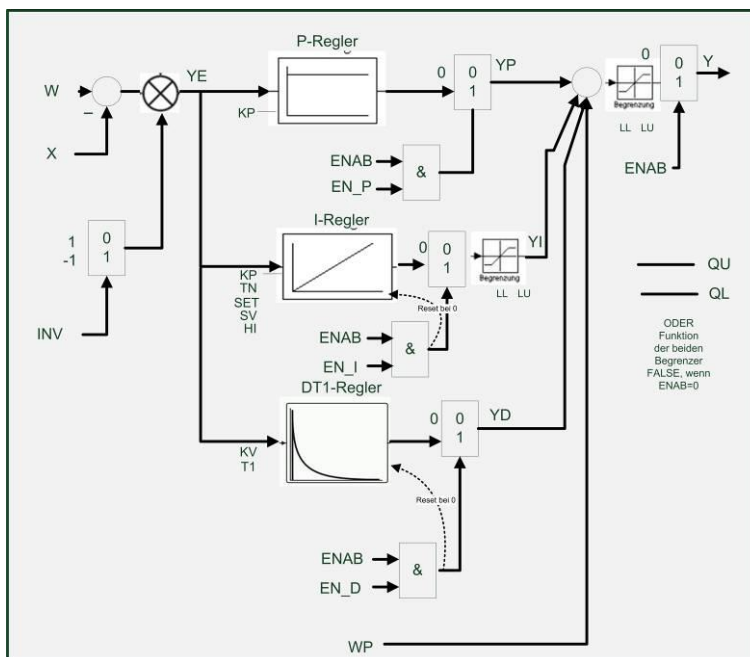 P-Regler
W
–
X
YE
KP
0
0
1
YP
ENAB
EN_P
&
0
Begrenzung
LL LU
0
1
Y
ENAB
1
-1
0
1
INV
I-Regler
KP
TN
SET
SV
HI
0
0
1
Begrenzung
LL LU
YI
Reset bei 0
ENAB
EN_I
&
QU
QL
ODER
Funktion
der beiden
Begrenzer
FALSE, wenn
ENAB=0
DT1-Regler
KV
T1
0
0
1
YD
Reset bei 0
ENAB
EN_D
&
WP